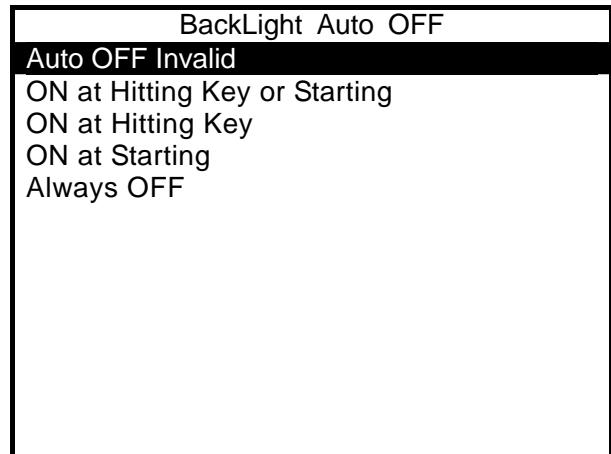 BackLight Auto OFF
Auto OFF Invalid
ON at Hitting Key or Starting
ON at Hitting Key
ON at Starting
Always OFF